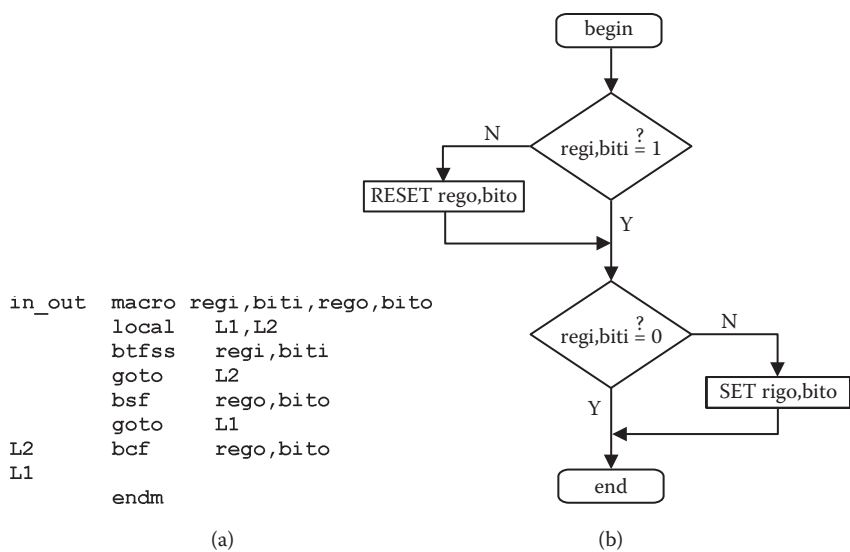 begin
?
regi,biti = 1
N
RESET rego,bito
Y
?
regi,biti = 0
N
SET rigo,bito
Y
end
in_out macro regi,biti,rego,bito
local L1,L2
btfss regi,biti
goto L2
bsf rego,bito
goto L1
L2 bcf rego,bito
L1
endm
(a)
(b)